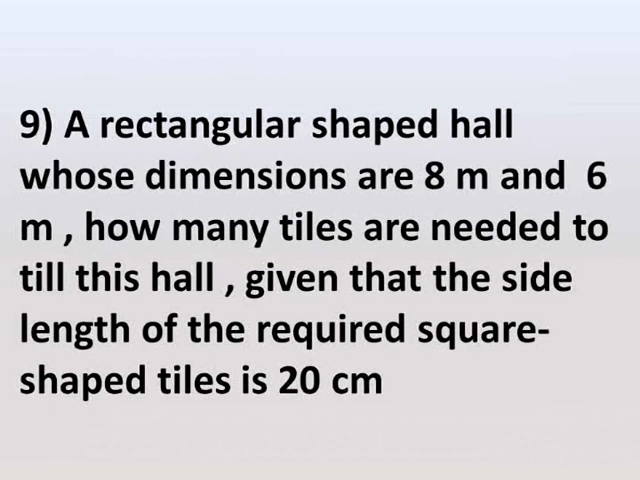 9) A rectangular shaped hall
whose dimensions are 8 m and  6
m , how many tiles are needed to
till this hall , given that the side
length of the required square-
shaped tiles is 20 cm